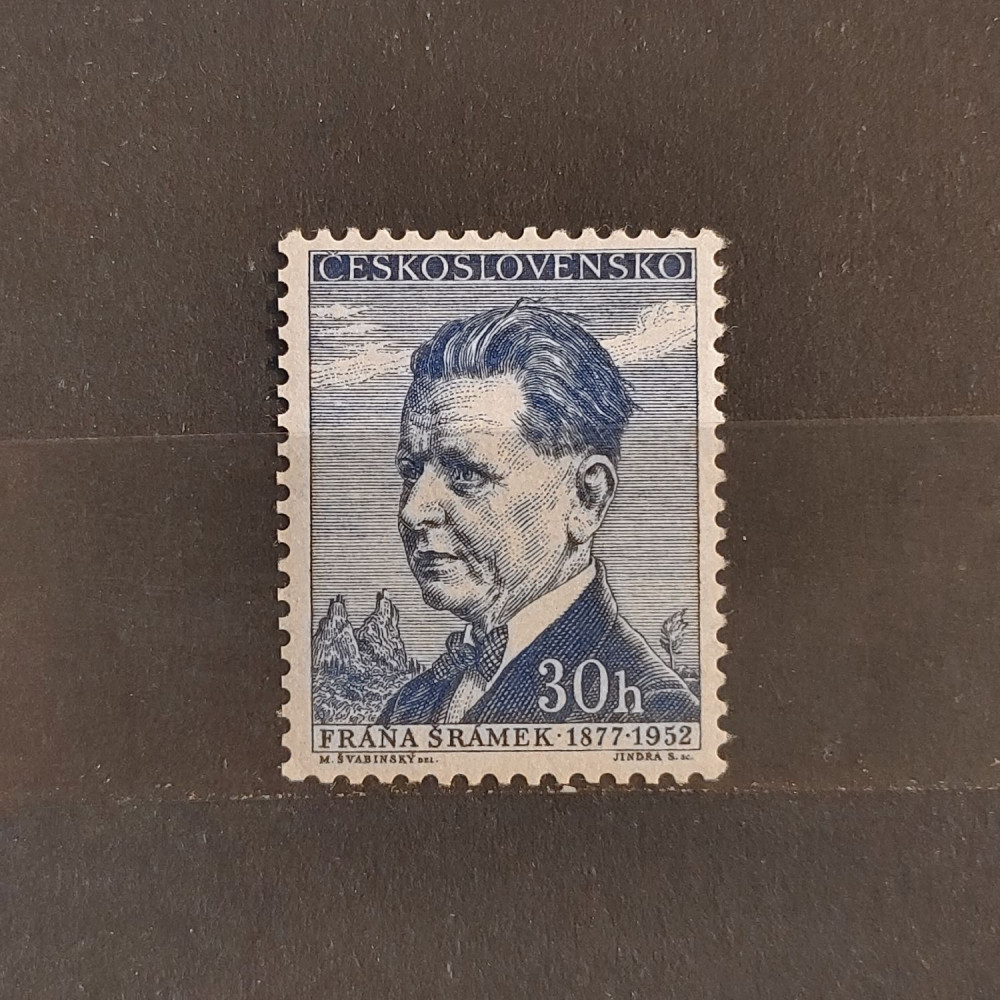 ČESKOSLOVENSKO
30h
FRÁŇA ŠRÁMEK·1877·1952
M. ŠVABINSKÝ DEL. JINDRA S. sc.